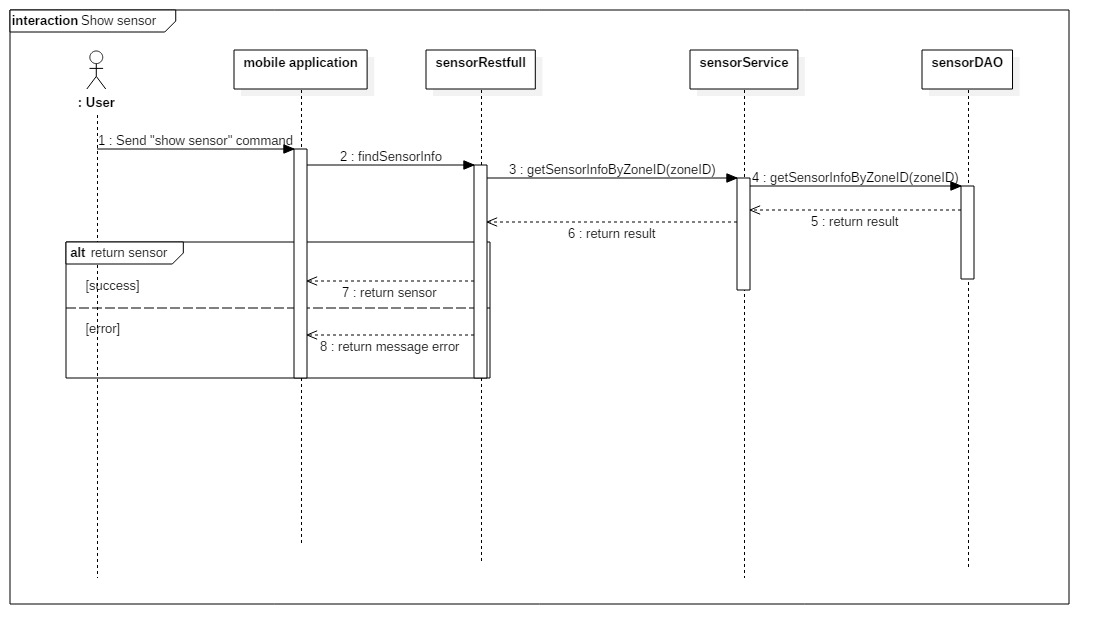 interaction Show sensor
mobile application
sensorRestfull
sensorService
sensorDAO
: User
1 : Send "show sensor" command
2 : findSensorInfo
3 : getSensorInfoByZoneID(zoneID)
4 : getSensorInfoByZoneID(zoneID)
5 : return result
6 : return result
alt return sensor
[success]
7 : return sensor
[error]
8 : return message error